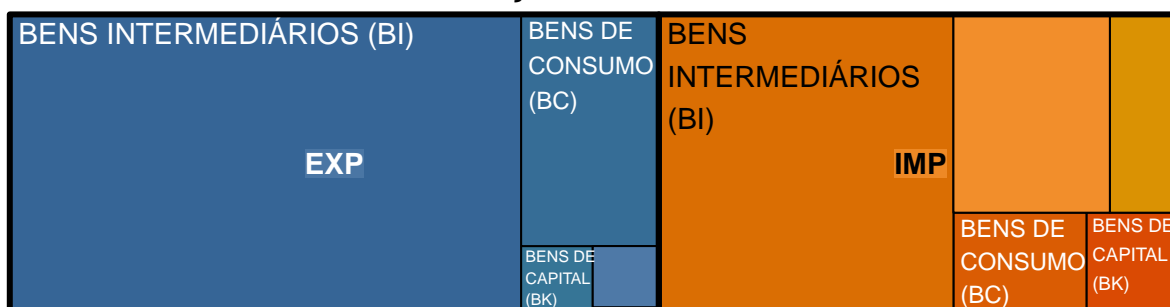 BENS INTERMEDIÁRIOS (BI)
EXP
BENS DE
CONSUMO
(BC)
BENS DE
CAPITAL
(BK)
BENS
INTERMEDIÁRIOS
(BI)
IMP
BENS DE
CONSUMO
(BC)
BENS DE
CAPITAL
(BK)